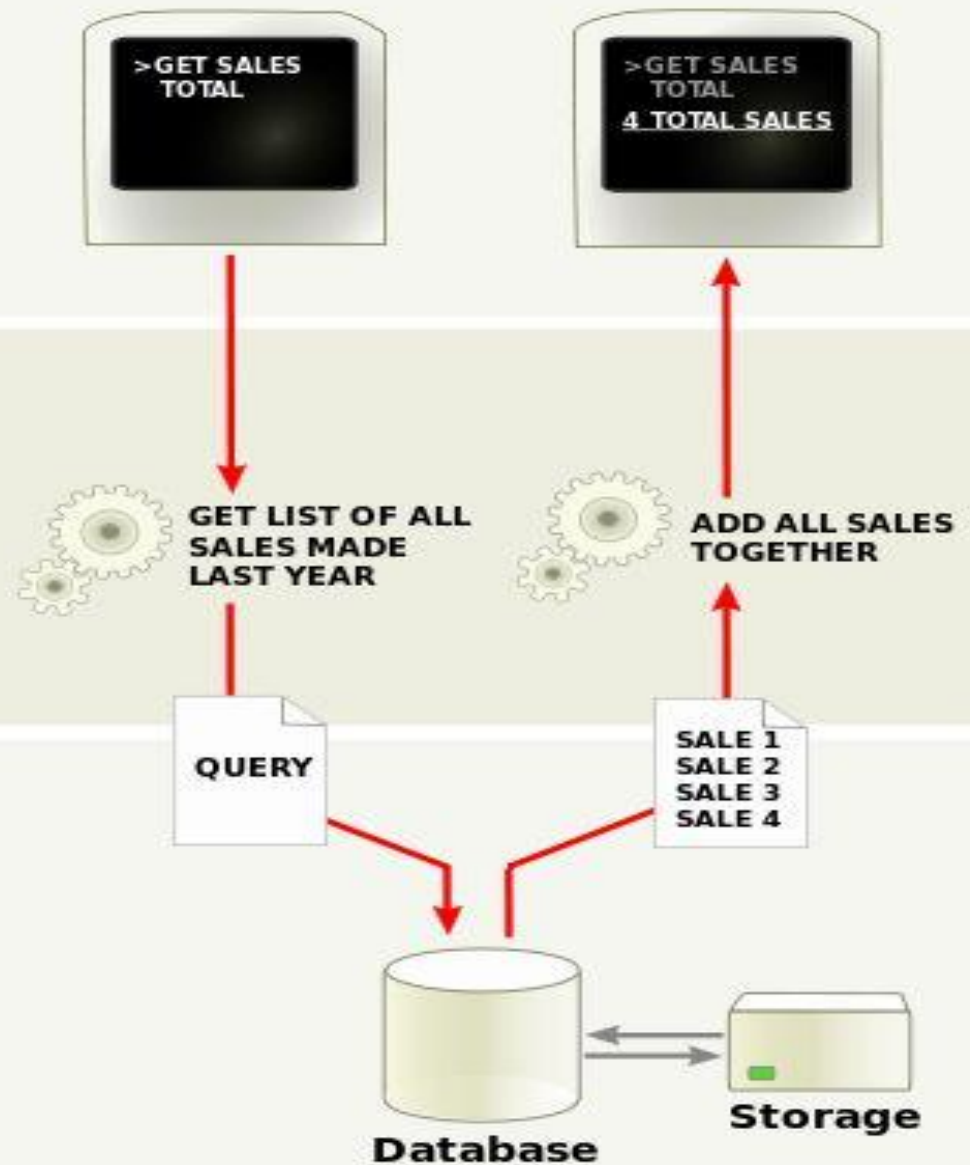 >GET SALES
TOTAL
>GET SALES
TOTAL
4 TOTAL SALES
GET LIST OF ALL
SALES MADE
LAST YEAR
ADD ALL SALES
TOGETHER
QUERY
SALE 1
SALE 2
SALE 3
SALE 4
Database
Storage